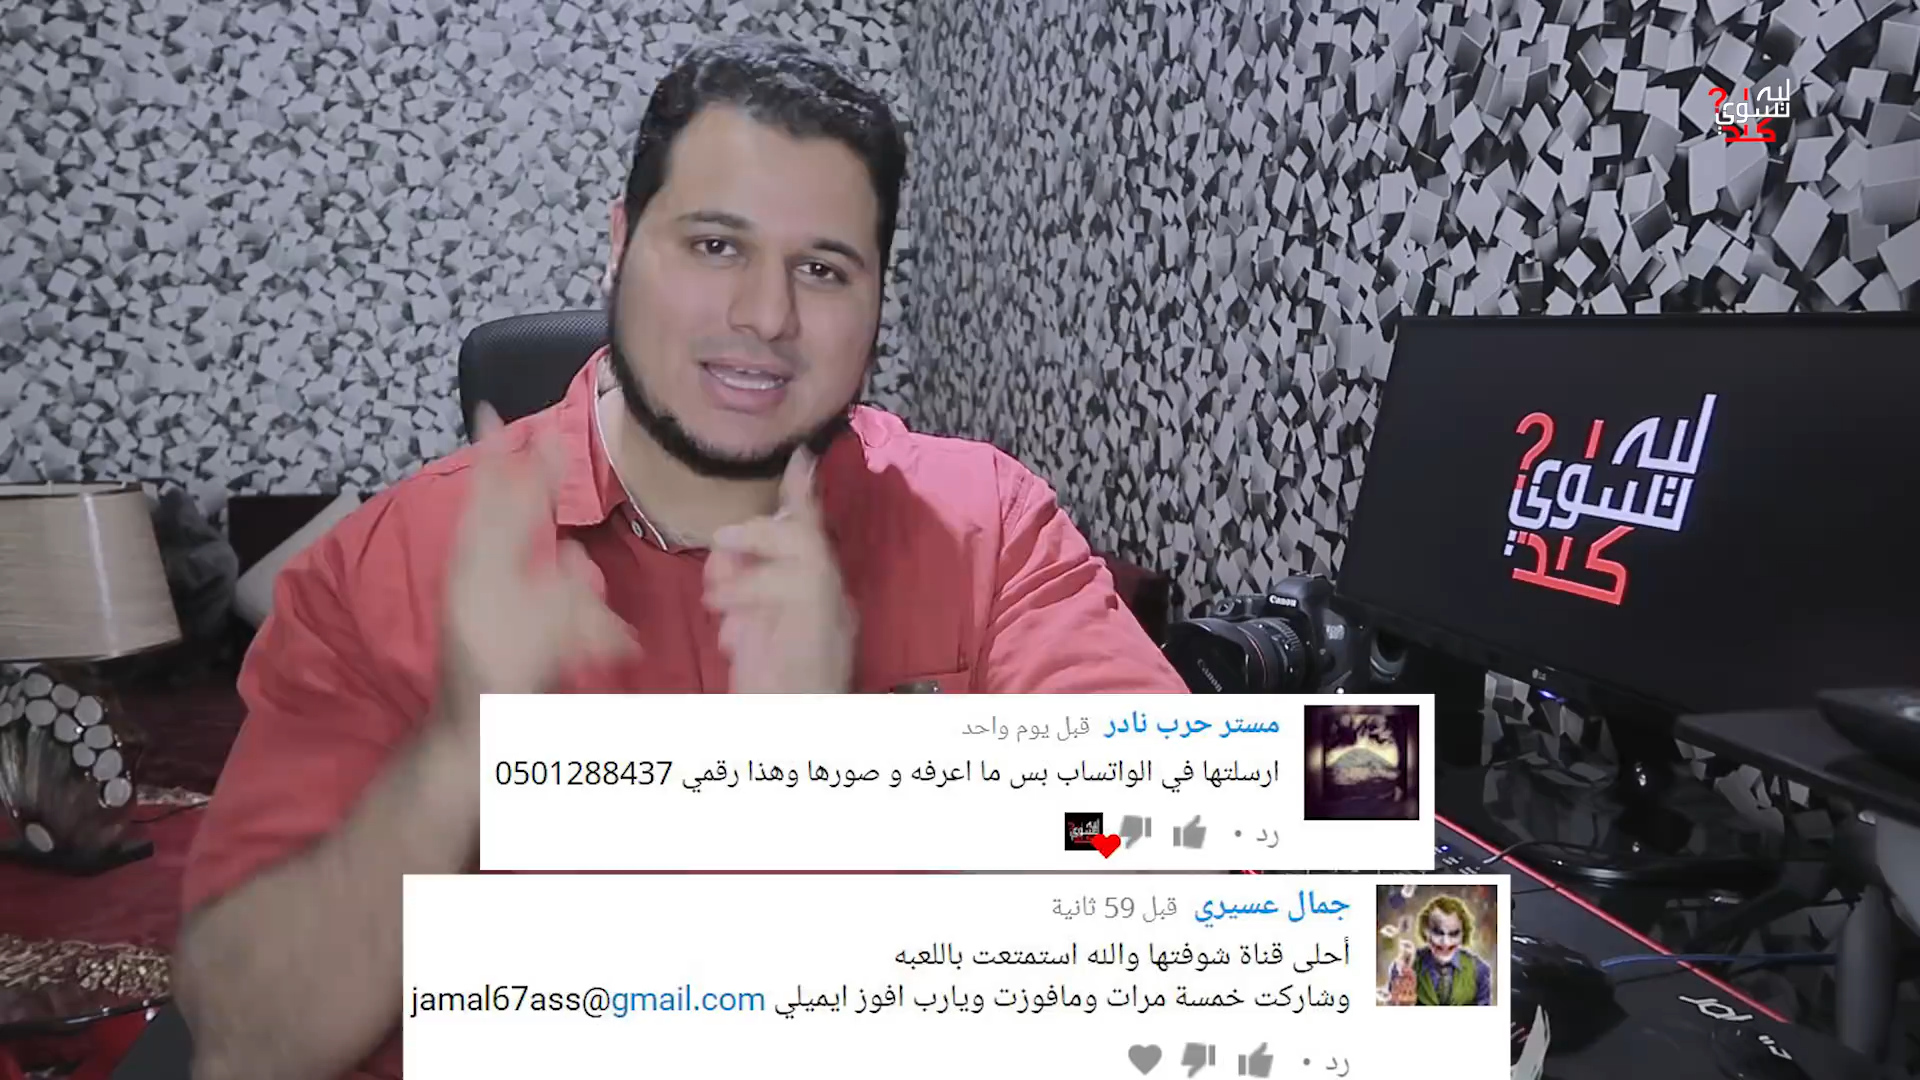 ليه
تسوي
كذا؟
ليه
تسوي
كذا؟
Canon
Canon
LG
مستر حرب نادر قبل يوم واحد
ارسلتها في الواتساب بس ما اعرفه و صورها وهذا رقمي 0501288437
رد •
جمال عسيري قبل 59 ثانية
أحلى قناة شوفتها والله استمتعت باللعبه
وشاركت خمسة مرات ومافوزت ويارب افوز ايميلي jamal67ass@gmail.com
رد •